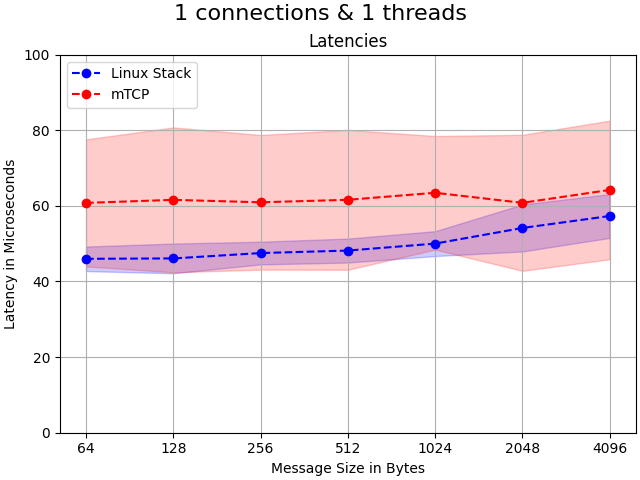 1 connections & 1 threads
Latencies
Linux Stack
mTCP
Latency in Microseconds
100
80
60
40
20
0
64 128 256 512 1024 2048 4096
Message Size in Bytes